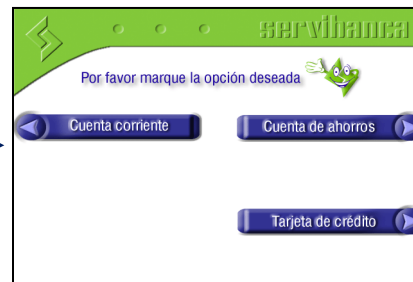 servibanca
Por favor marque la opción deseada
Cuenta corriente
Cuenta de ahorros
Tarjeta de crédito